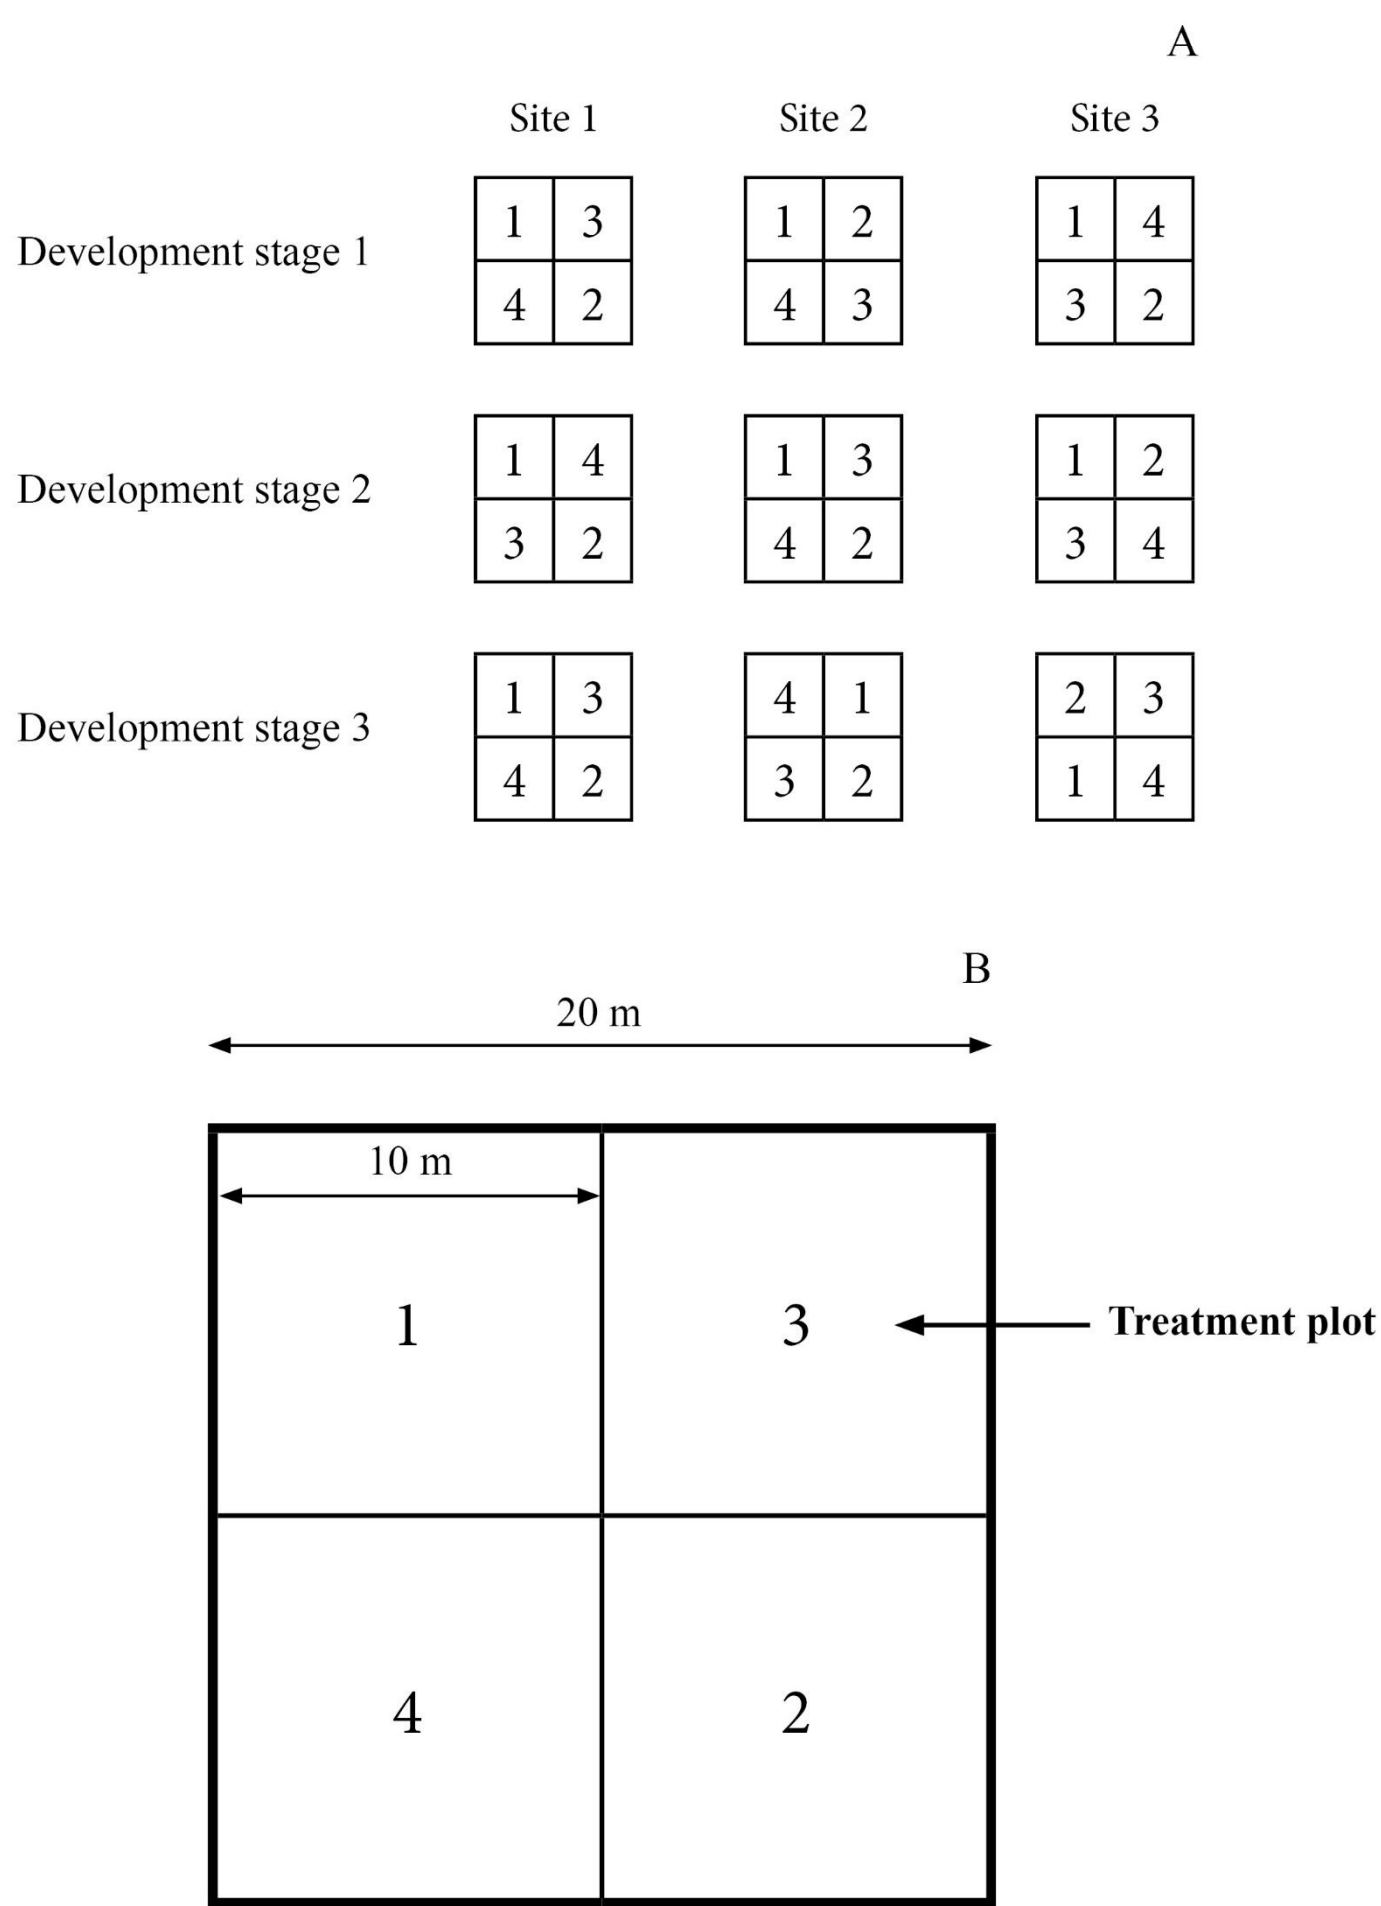 A
Site 1 Site 2 Site 3
1 3 1 2 1 4
Development stage 1
4 2 4 3 3 2
1 4 1 3 1 2
Development stage 2
3 2 4 2 3 4
1 3 4 1 2 3
Development stage 3
4 2 3 2 1 4
B
20 m
10 m
1 3 Treatment plot
4 2